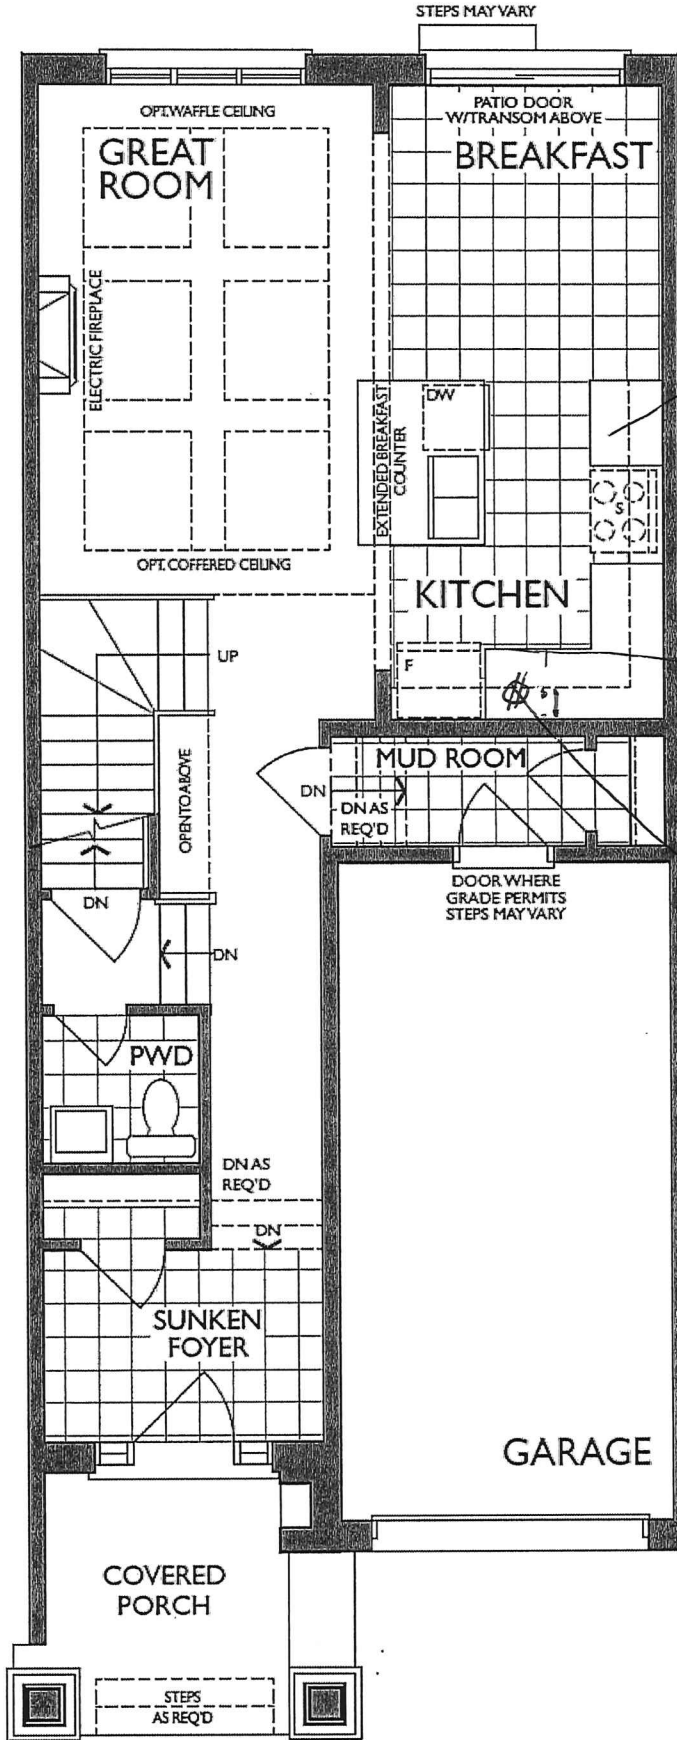 STEPS MAY VARY
OPT. WAFFLE CEILING
GREAT
ROOM
PATIO DOOR
W/TRANSOM ABOVE
BREAKFAST
ELECTRIC FIREPLACE
DW
EXTENDED BREAKFAST
COUNTER
S
OPT. COFFERED CEILING
KITCHEN
UP
F
OPEN TO ABOVE
MUD ROOM
DN
DN AS
REQ'D
DOOR WHERE
GRADE PERMITS
STEPS MAY VARY
DN
DN
PWD
DN AS
REQ'D
DN
SUNKEN
FOYER
GARAGE
COVERED
PORCH
STEPS
AS REQ'D